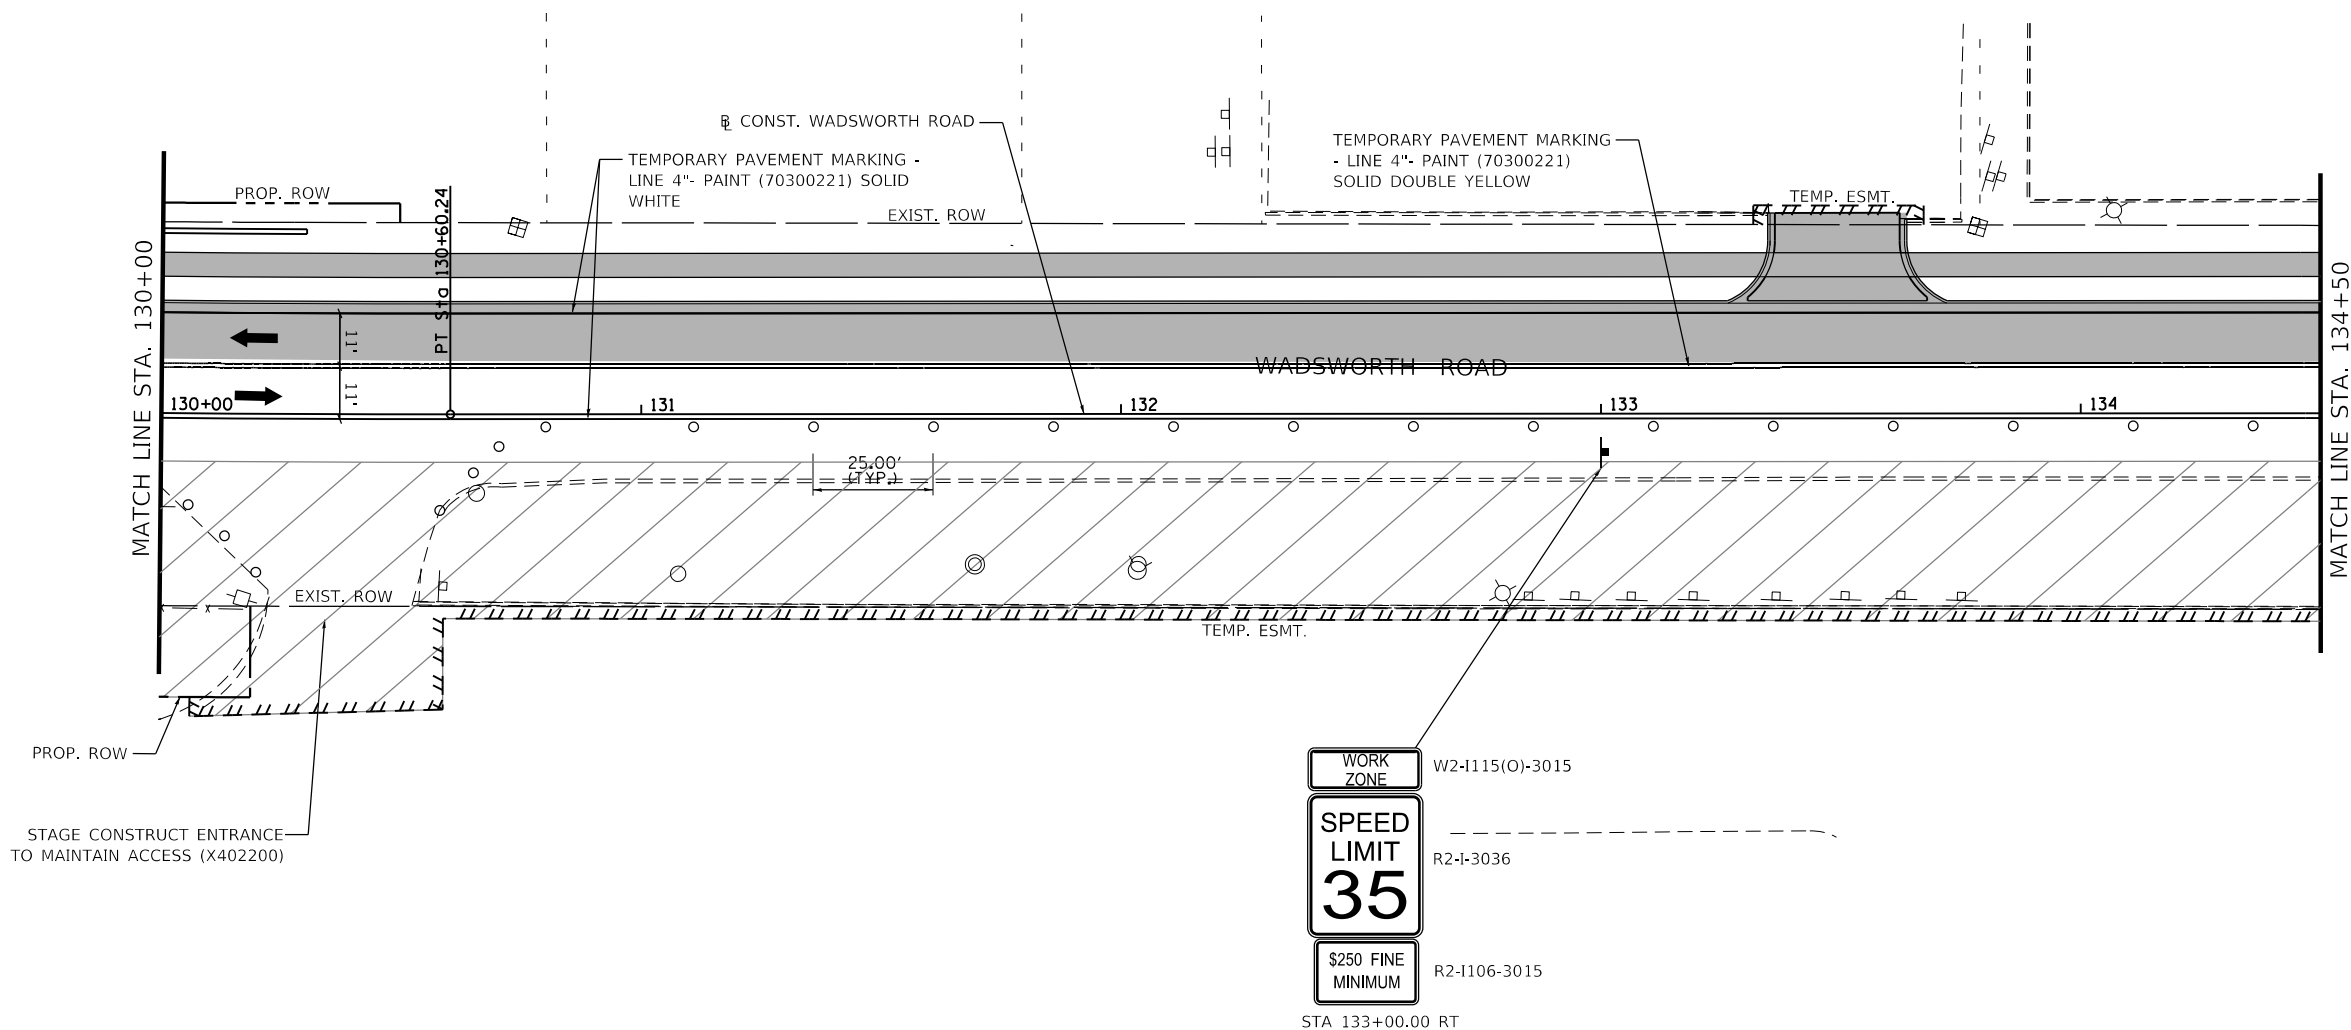 ℄ CONST. WADSWORTH ROAD
TEMPORARY PAVEMENT MARKING -
LINE 4"- PAINT (70300221) SOLID
WHITE
TEMPORARY PAVEMENT MARKING
- LINE 4"- PAINT (70300221)
SOLID DOUBLE YELLOW
PROP. ROW
EXIST. ROW
TEMP. ESMT.
MATCH LINE STA. 130+00
PT Sta 130+60.24
11'
11'
WADSWORTH ROAD
130+00
131
132
133
134
MATCH LINE STA. 134+50
25.00'
(TYP.)
EXIST. ROW
TEMP. ESMT.
PROP. ROW
STAGE CONSTRUCT ENTRANCE
TO MAINTAIN ACCESS (X402200)
WORK
ZONE
W2-I115(O)-3015
SPEED
LIMIT
35
R2-I-3036
$250 FINE
MINIMUM
R2-I106-3015
STA 133+00.00 RT